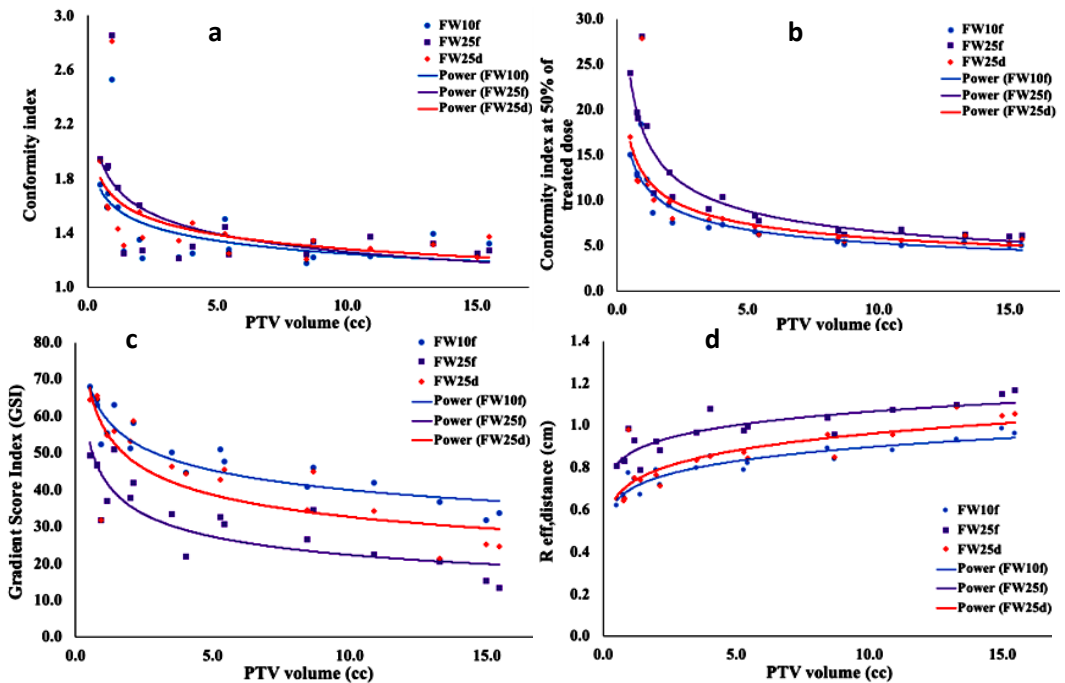 a
3.0
2.6
2.2
1.8
1.4
1.0
Conformity index
0.0
5.0
10.0
15.0
PTV volume (cc)
FW10f
FW25f
FW25d
Power (FW10f)
Power (FW25f)
Power (FW25d)
b
30.0
25.0
20.0
15.0
10.0
5.0
0.0
Conformity index at 50% of
treated dose
0.0
5.0
10.0
15.0
PTV volume (cc)
FW10f
FW25f
FW25d
Power (FW10f)
Power (FW25f)
Power (FW25d)
c
80.0
70.0
60.0
50.0
40.0
30.0
20.0
10.0
0.0
Gradient Score Index (GSI)
0.0
5.0
10.0
15.0
PTV volume (cc)
FW10f
FW25f
FW25d
Power (FW10f)
Power (FW25f)
Power (FW25d)
d
1.4
1.2
1.0
0.8
0.6
0.4
0.2
0.0
R eff,distance (cm)
0.0
5.0
10.0
15.0
PTV volume (cc)
FW10f
FW25f
FW25d
Power (FW10f)
Power (FW25f)
Power (FW25d)